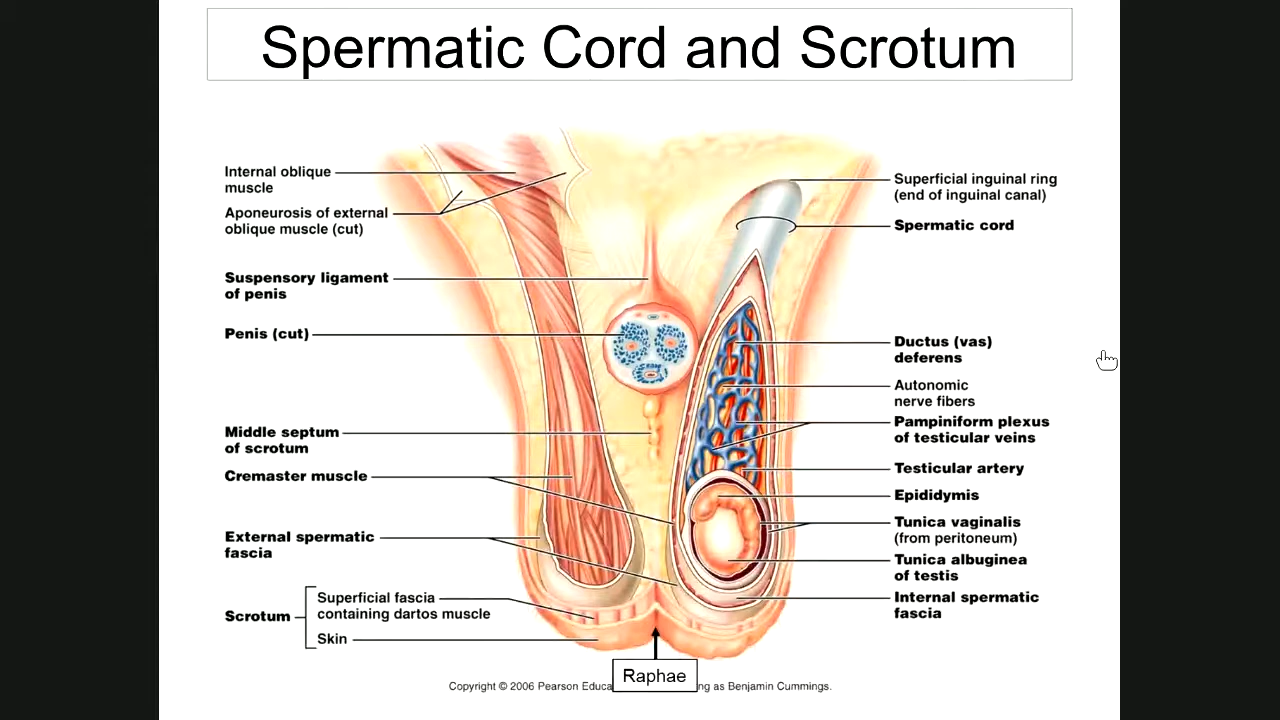 Spermatic Cord and Scrotum
Internal oblique
muscle
Aponeurosis of external
oblique muscle (cut)
Suspensory ligament
of penis
Penis (cut)
Middle septum
of scrotum
Cremaster muscle
External spermatic
fascia
Scrotum
Superficial fascia
containing dartos muscle
Skin
Superficial inguinal ring
(end of inguinal canal)
Spermatic cord
Ductus (vas)
deferens
Autonomic
nerve fibers
Pampiniform plexus
of testicular veins
Testicular artery
Epididymis
Tunica vaginalis
(from peritoneum)
Tunica albuginea
of testis
Internal spermatic
fascia
Raphae
Copyright © 2006 Pearson Educa ng as Benjamin Cummings.